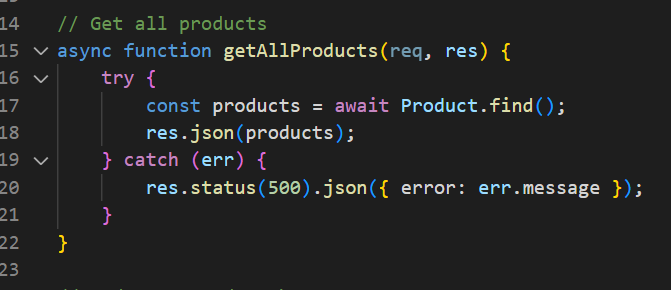 14 // Get all products
15 async function getAllProducts(req, res) {
16 try {
17 const products = await Product.find();
18 res.json(products);
19 } catch (err) {
20 res.status(500).json({ error: err.message });
21 }
22 }
23